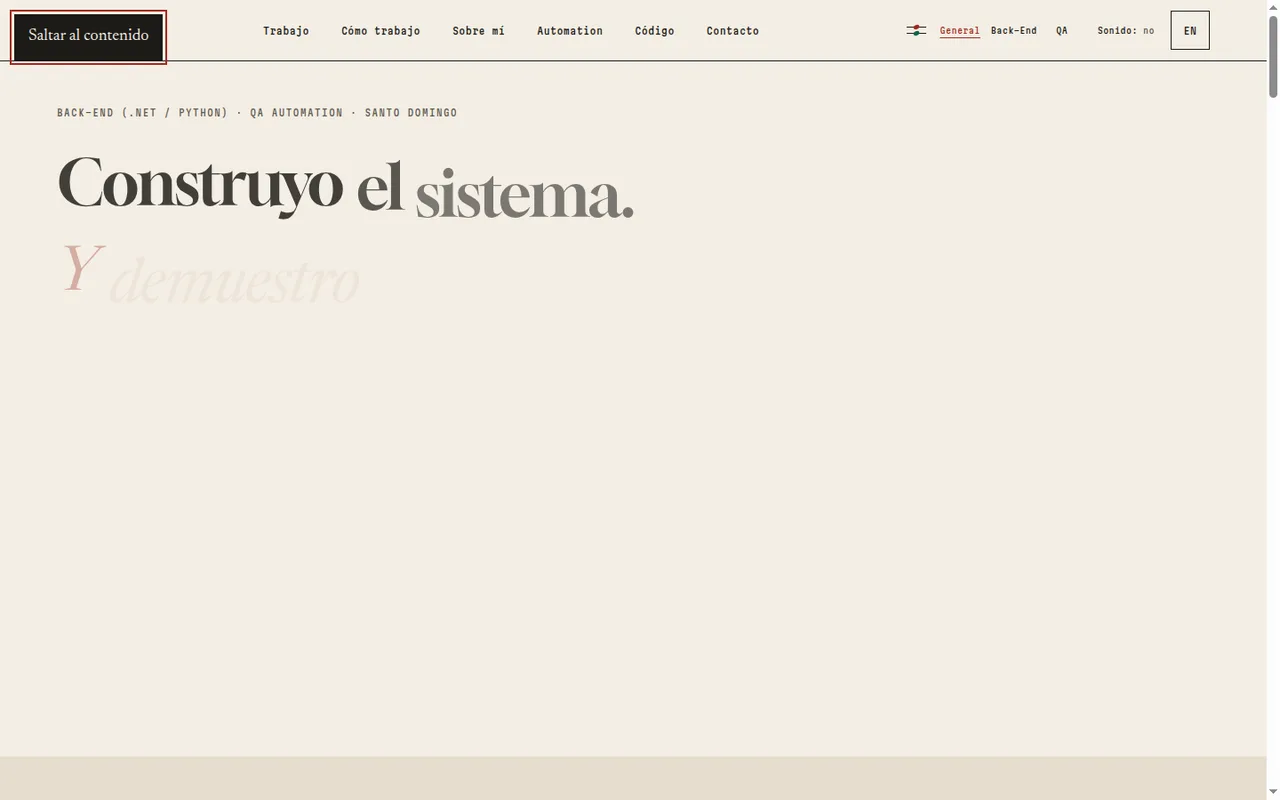 Saltar al contenido
Trabajo Cómo trabajo Sobre mí Automation Código Contacto
General Back-End QA Sonido: no EN
BACK-END (.NET / PYTHON) · QA AUTOMATION · SANTO DOMINGO
Construyo el sistema.
Y demuestro